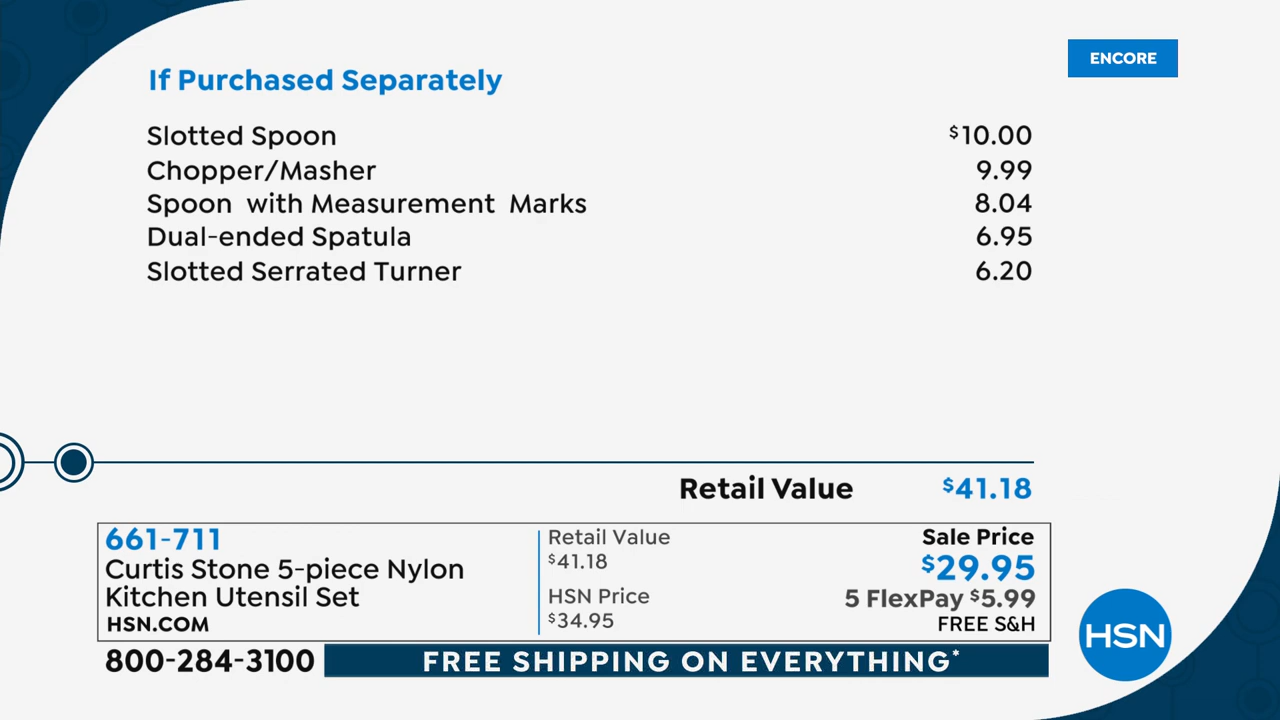 ENCORE
If Purchased Separately
Slotted Spoon $10.00
Chopper/Masher 9.99
Spoon with Measurement Marks 8.04
Dual-ended Spatula 6.95
Slotted Serrated Turner 6.20
Retail Value $41.18
661-711
Curtis Stone 5-piece Nylon
Kitchen Utensil Set
HSN.COM
Retail Value
$41.18
HSN Price
$34.95
Sale Price
$29.95
5 FlexPay $5.99
FREE S&H
HSN
800-284-3100
FREE SHIPPING ON EVERYTHING*